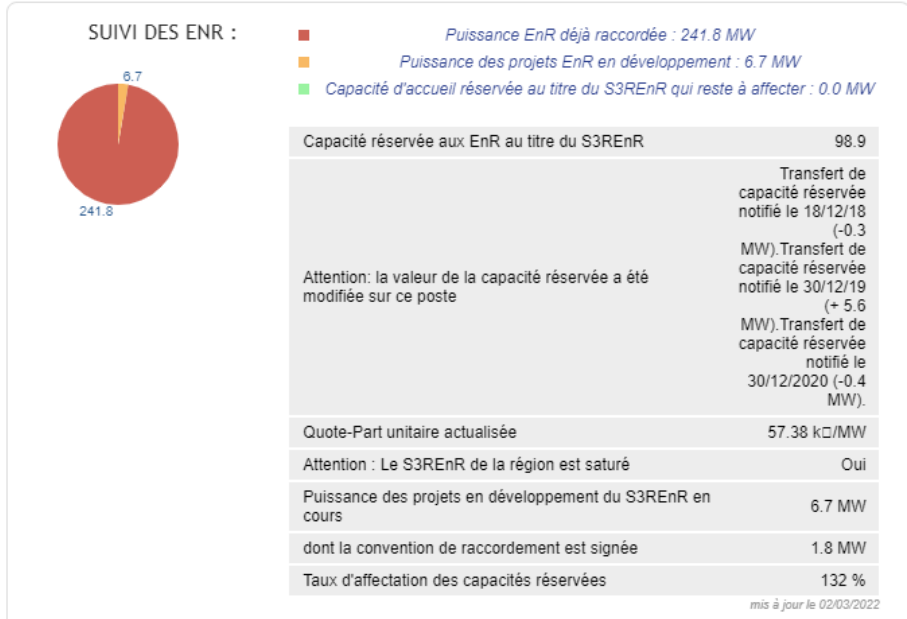 SUIVI DES ENR :
Puissance EnR déjà raccordée : 241.8 MW
Puissance des projets EnR en développement : 6.7 MW
Capacité d'accueil réservée au titre du S3REnR qui reste à affecter : 0.0 MW
6.7
241.8
Capacité réservée aux EnR au titre du S3REnR 98.9
Attention: la valeur de la capacité réservée a été
modifiée sur ce poste
Transfert de
capacité réservée
notifié le 18/12/18
(-0.3
MW).Transfert de
capacité réservée
notifié le 30/12/19
(+ 5.6
MW).Transfert de
capacité réservée
notifié le
30/12/2020 (-0.4
MW).
Quote-Part unitaire actualisée 57.38 k□/MW
Attention : Le S3REnR de la région est saturé Oui
Puissance des projets en développement du S3REnR en
cours
6.7 MW
dont la convention de raccordement est signée 1.8 MW
Taux d'affectation des capacités réservées 132 %
mis à jour le 02/03/2022